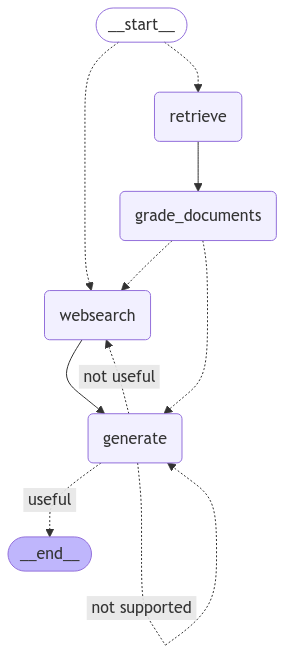 __start__
retrieve
grade_documents
websearch
not useful
generate
useful
__end__
not supported